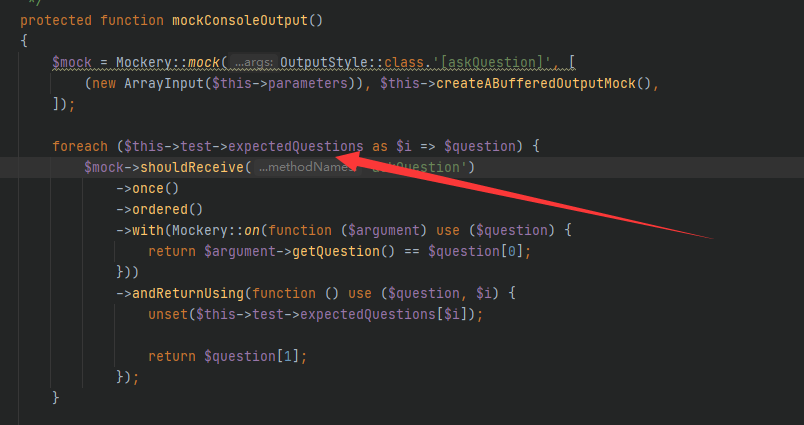 */
protected function mockConsoleOutput()
{
$mock = Mockery::mock( ...args: OutputStyle::class.'[askQuestion]', [
(new ArrayInput($this->parameters)), $this->createABufferedOutputMock(),
]);
foreach ($this->test->expectedQuestions as $i => $question) {
$mock->shouldReceive( ...methodNames: 'askQuestion')
->once()
->ordered()
->with(Mockery::on(function ($argument) use ($question) {
return $argument->getQuestion() == $question[0];
}))
->andReturnUsing(function () use ($question, $i) {
unset($this->test->expectedQuestions[$i]);
return $question[1];
});
}